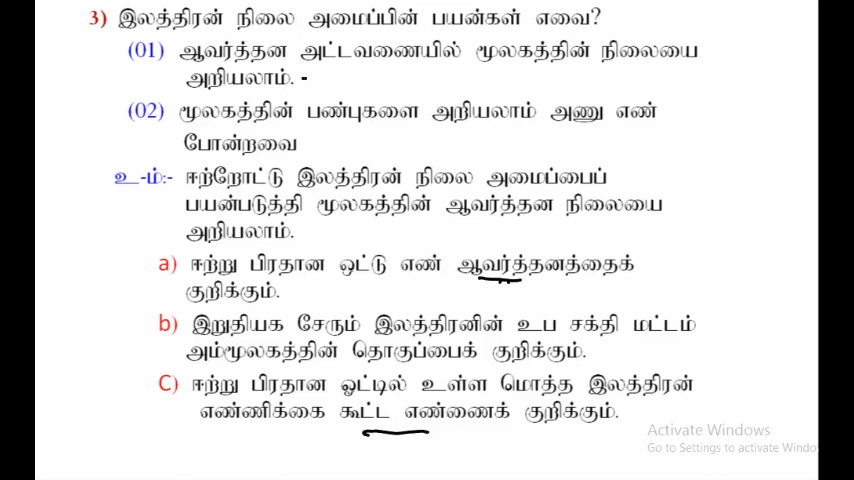 3) இலத்திரன் நிலை அமைப்பின் பயன்கள் எவை?
(01) ஆவர்த்தன அட்டவணையில் மூலகத்தின் நிலையை
அறியலாம்.
(02) மூலகத்தின் பண்புகளை அறியலாம் அணு எண்
போன்றவை
உ-ம்:- ஈற்றோட்டு இலத்திரன் நிலை அமைப்பைப்
பயன்படுத்தி மூலகத்தின் ஆவர்த்தன நிலையை
அறியலாம்.
a) ஈற்று பிரதான ஒட்டு எண் ஆவர்த்தனத்தைக்
குறிக்கும்.
b) இறுதியக சேரும் இலத்திரனின் உப சக்தி மட்டம்
அம்மூலகத்தின் தொகுப்பைக் குறிக்கும்.
C) ஈற்று பிரதான ஓட்டில் உள்ள மொத்த இலத்திரன்
எண்ணிக்கை கூட்ட எண்ணைக் குறிக்கும்.
Activate Windows
Go to Settings to activate Windo